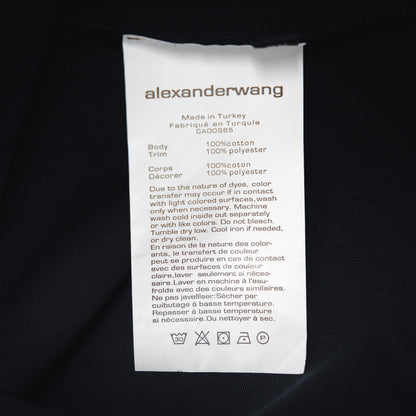 alexanderwang
Made in Turkey
Fabriqué en Turquie
CA00985
Body 100%cotton
Trim 100% polyester
Corps 100%coton
Décorer 100% polyester
Due to the nature of dyes, color
transfer may occur If in contact
with light colored surfaces,wash
only when necessary. Machine
wash cold inside out separately
or with like colors. Do not bleach.
Tumble dry low. Cool iron if needed,
or dry clean.
En raison de la nature des color-
ants, le transfert de couleur
peut se produire en cas de contact
avec des surfaces de couleur
claire,laver seulement si néces-
saire. Laver en machine à l'eau-
froide avec des couleurs similaires.
Ne pas javelliser:Sécher par
cuibutage à basse temperature.
Repasser à basse temperature
si nécessaire.Ou nettoyer à sec.
30 P